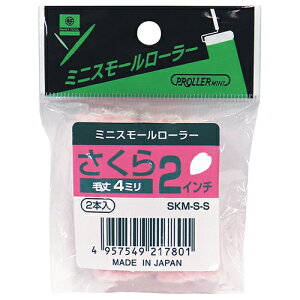 ミニスモールローラー
PROLLER MINI
ミニスモールローラー
さくら2インチ
毛丈4ミリ
2本入
SKM-S-S
4 957549 217801
MADE IN JAPAN